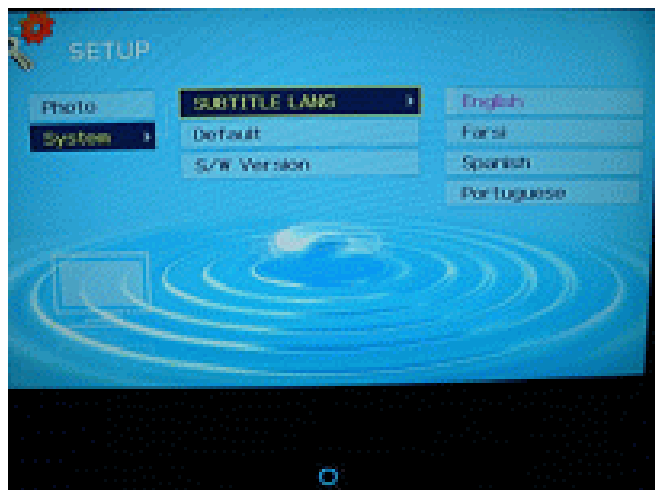 SETUP
Photo
System
SUBTITLE LANG
Default
S/W Version
English
Farsi
Spanish
Portuguese